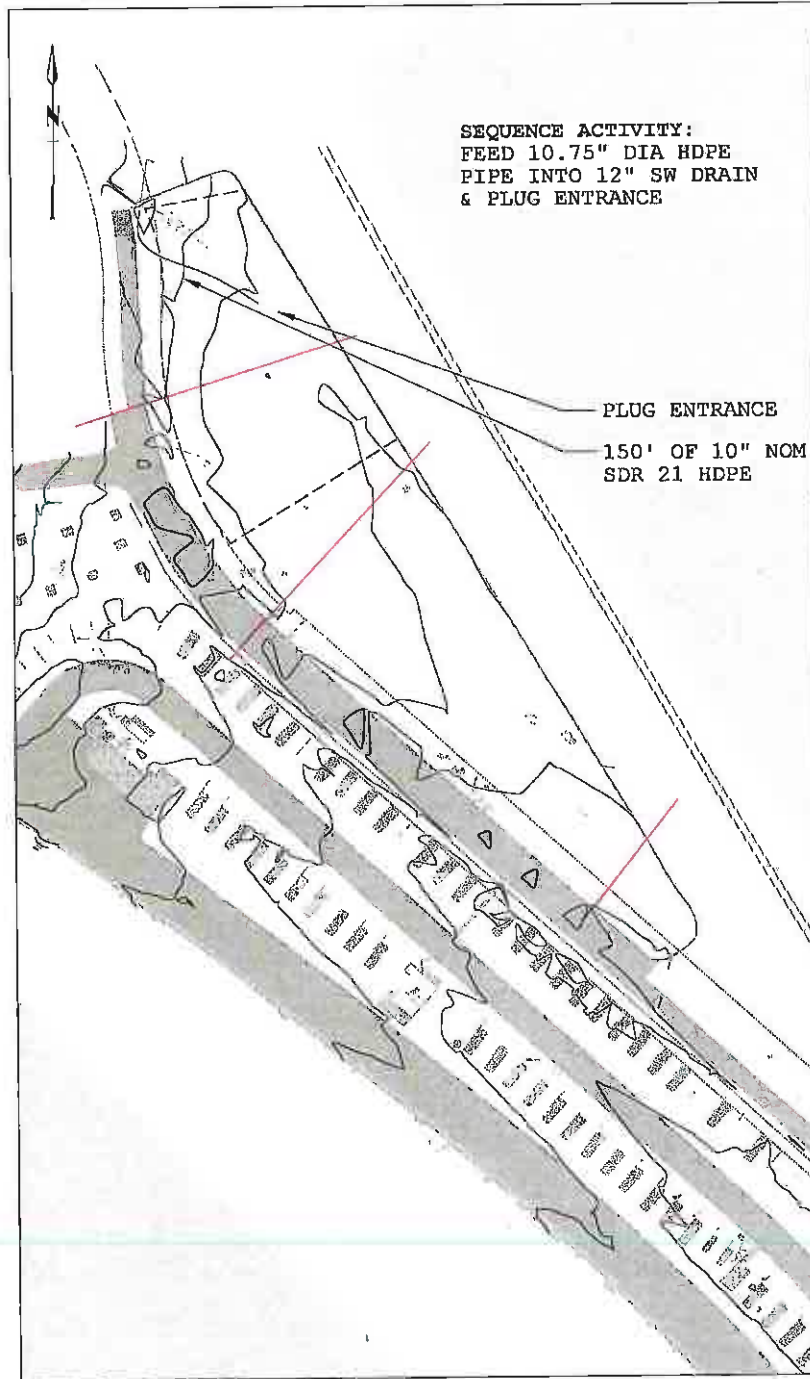 N
SEQUENCE ACTIVITY:
FEED 10.75" DIA HDPE
PIPE INTO 12" SW DRAIN
& PLUG ENTRANCE
PLUG ENTRANCE
150' OF 10" NOM
SDR 21 HDPE